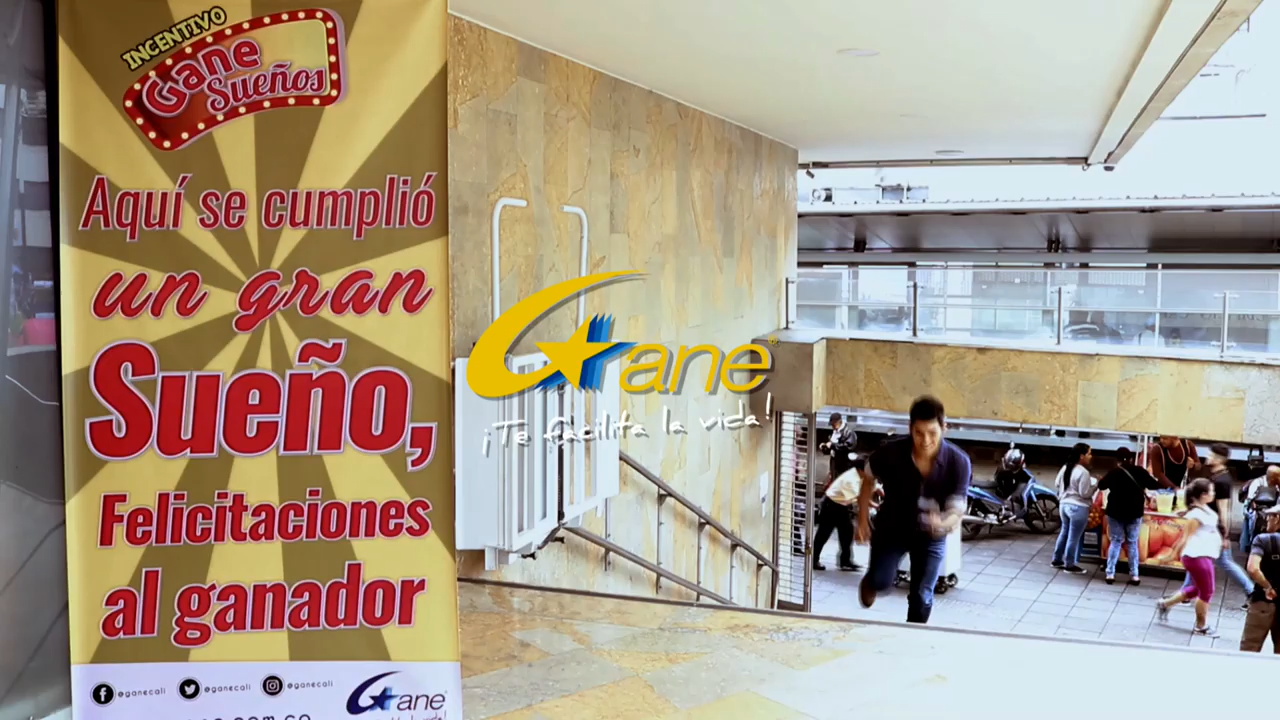 INCENTIVO
Gane
Sueños
Aquí se cumplió
un gran
Sueño,
Felicitaciones
al ganador
@ganecali @ganecali @ganecali
Gane
Gane
¡Te facilita la vida!